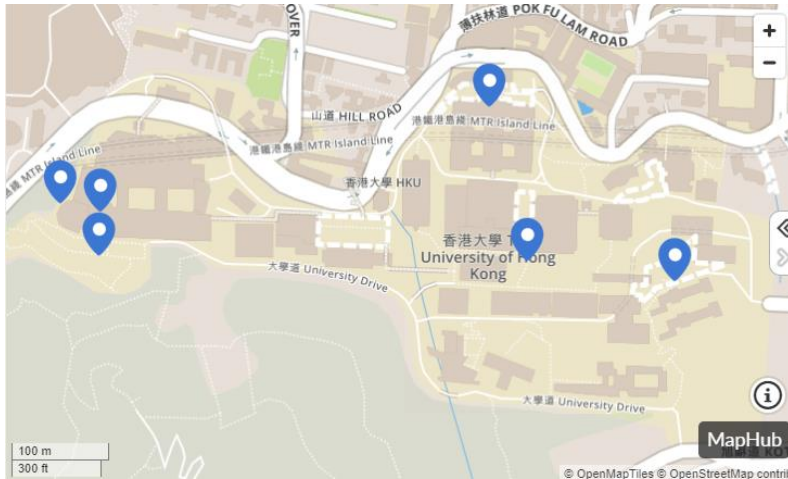 OVER
薄扶林道 POK FU LAM ROAD
+
−
山道 HILL ROAD
港鐵港島綫 MTR Island Line
港鐵港島綫 MTR Island Line
島綫 MTR Island Line
香港大學 HKU
香港大學 T
University of Hong
Kong
大學道 University Drive
大學道 University Drive
100 m
300 ft
MapHub
KOT
© OpenMapTiles © OpenStreetMap contri